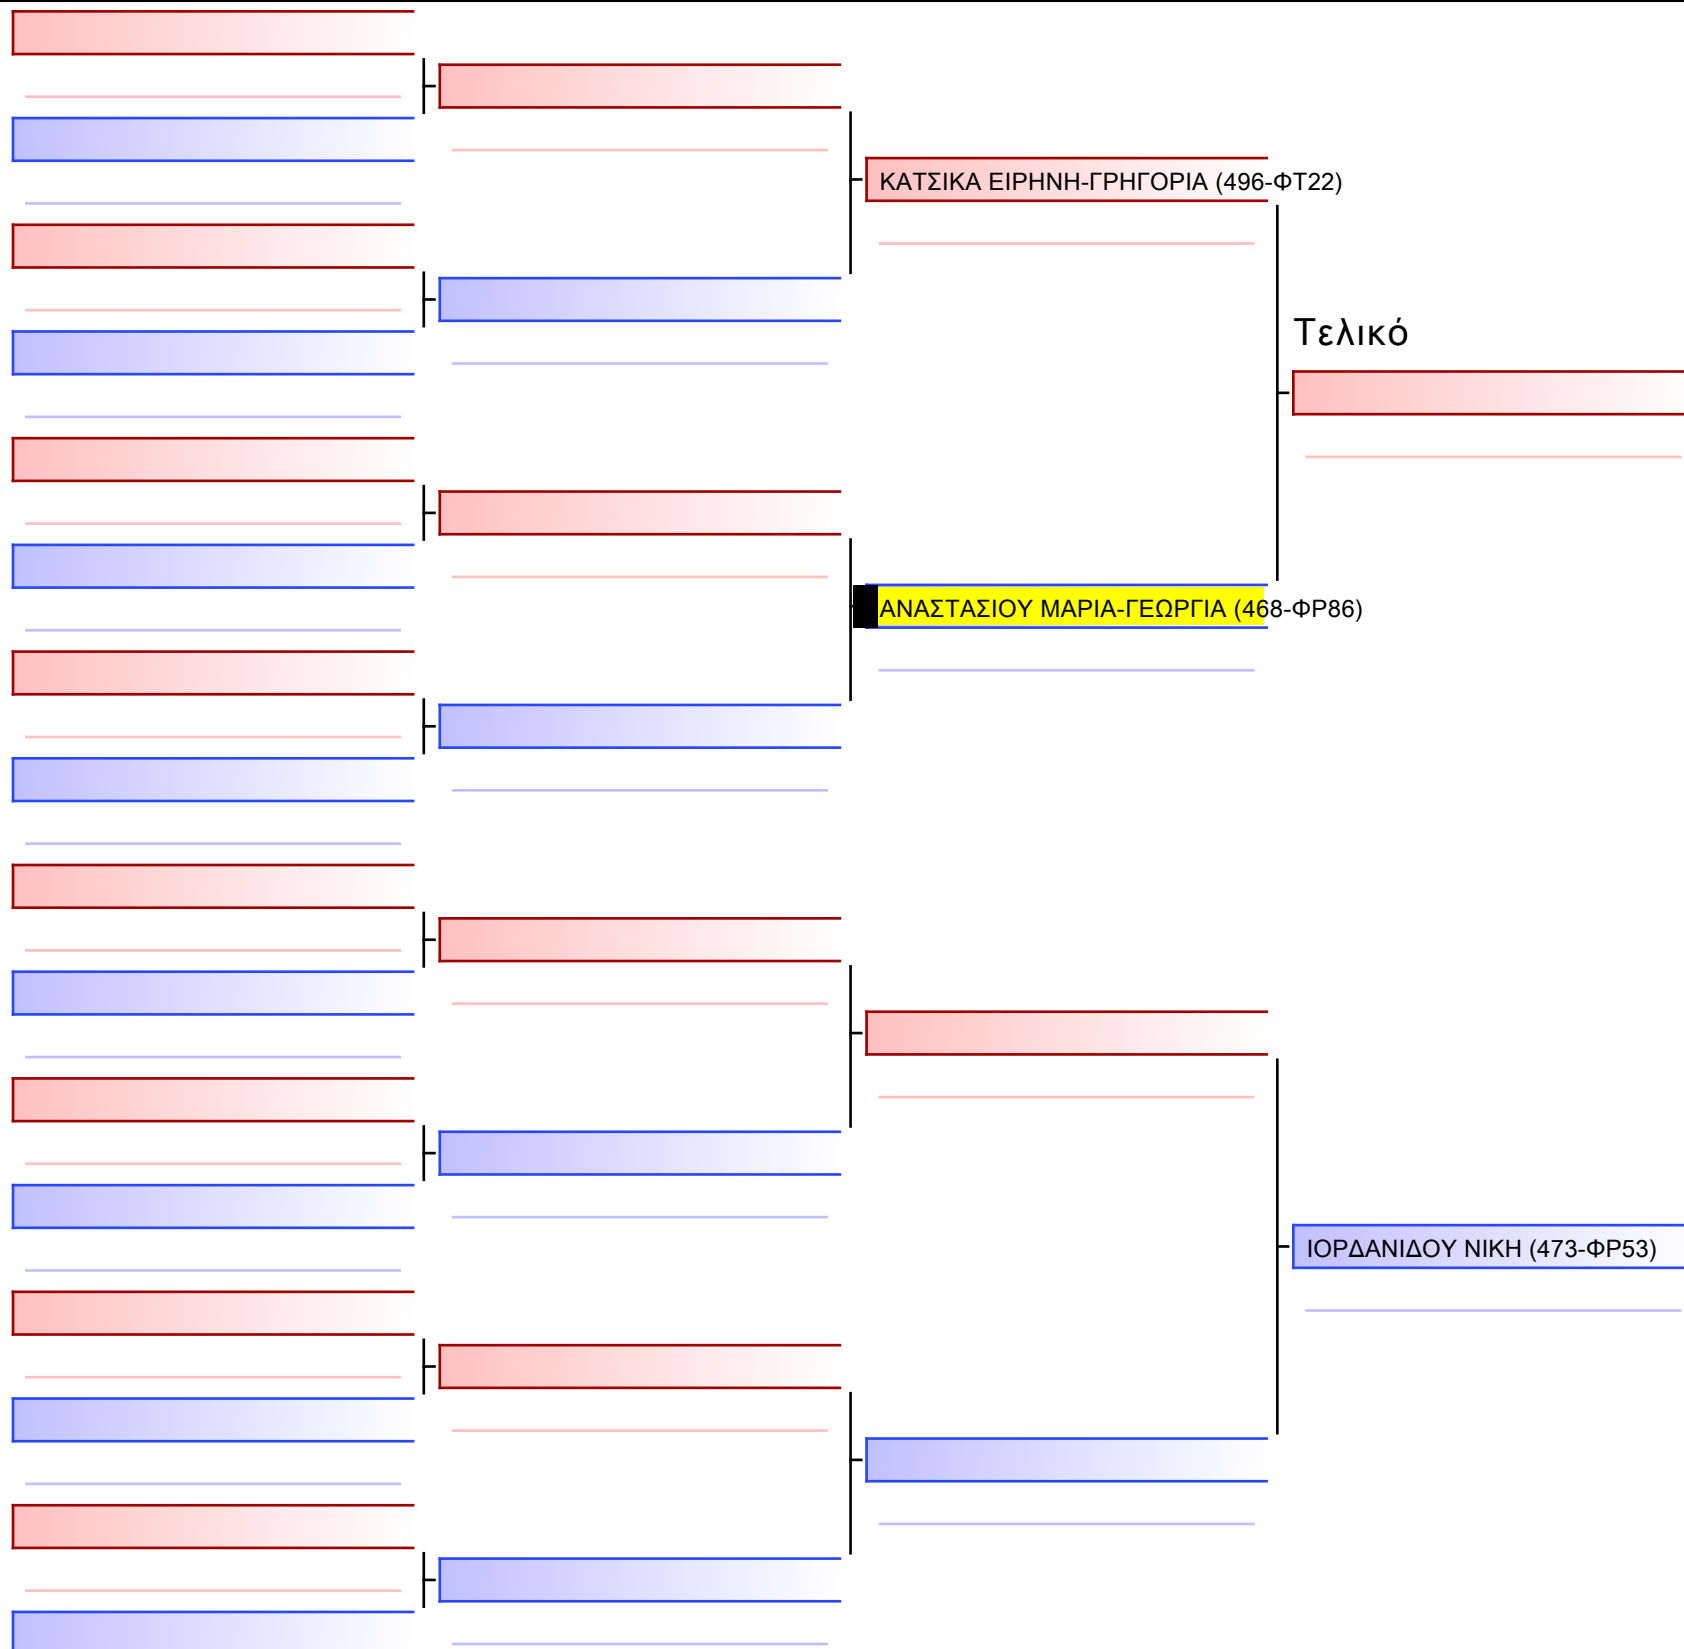 ΚΑΤΣΙΚΑ ΕΙΡΗΝΗ-ΓΡΗΓΟΡΙΑ (496-ΦΤ22)
Τελικό
ΑΝΑΣΤΑΣΙΟΥ ΜΑΡΙΑ-ΓΕΩΡΓΙΑ (468-ΦΡ86)
ΙΟΡΔΑΝΙΔΟΥ ΝΙΚΗ (473-ΦΡ53)